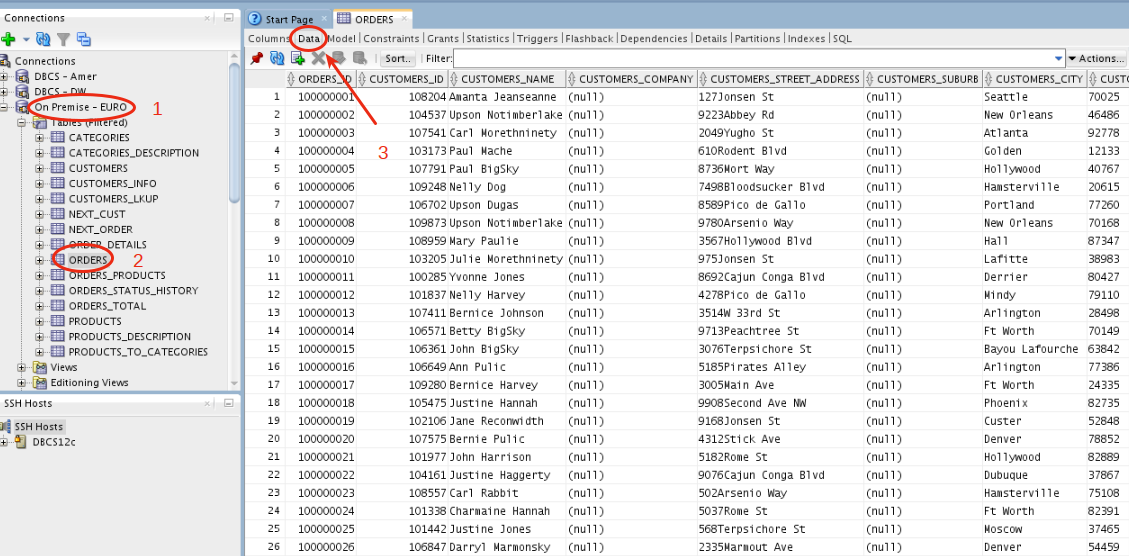 Connections
Start Page
ORDERS
Columns Data Model Constraints Grants Statistics Triggers Flashback Dependencies Details Partitions Indexes SQL
Sort.. Filter: Actions...
Connections
DBCS - Amer
DBCS - DW
On Premise - EURO 1
Tables (Filtered)
CATEGORIES
CATEGORIES_DESCRIPTION
CUSTOMERS
CUSTOMERS_INFO
CUSTOMERS_LKUP
NEXT_CUST
NEXT_ORDER
ORDER_DETAILS
ORDERS 2
ORDERS_PRODUCTS
ORDERS_STATUS_HISTORY
ORDERS_TOTAL
PRODUCTS
PRODUCTS_DESCRIPTION
PRODUCTS_TO_CATEGORIES
Views
Editioning Views
SSH Hosts
SSH Hosts
DBCS12c
3
ORDERS_ID CUSTOMERS_ID CUSTOMERS_NAME CUSTOMERS_COMPANY CUSTOMERS_STREET_ADDRESS CUSTOMERS_SUBURB CUSTOMERS_CITY CUSTO
1 100000001 108204 Amanta Jeanseanne (null) 127Jonsen St (null) Seattle 70025
2 100000002 104537 Upson Notimberlake (null) 9223Abbey Rd (null) New Orleans 46486
3 100000003 107541 Carl Morethninety (null) 2049Yugho St (null) Atlanta 92778
4 100000004 103173 Paul Mache (null) 610Rodent Blvd (null) Golden 12133
5 100000005 107791 Paul BigSky (null) 8736Mort Way (null) Hollywood 40767
6 100000006 109248 Nelly Dog (null) 7498Bloodsucker Blvd (null) Hamsterville 20615
7 100000007 106702 Upson Dugas (null) 8589Pico de Gallo (null) Portland 77260
8 100000008 109873 Upson Notimberlake (null) 9780Arsenio Way (null) New Orleans 70168
9 100000009 108959 Mary Paulie (null) 3567Hollywood Blvd (null) Hall 87347
10 100000010 103205 Julie Morethninety (null) 975Jonsen St (null) Lafitte 38983
11 100000011 100285 Yvonne Jones (null) 8692Cajun Conga Blvd (null) Derrier 80427
12 100000012 101837 Nelly Harvey (null) 4278Pico de Gallo (null) Windy 79110
13 100000013 107411 Bernice Johnson (null) 3514W 33rd St (null) Arlington 28498
14 100000014 106571 Betty BigSky (null) 9713Peachtree St (null) Ft Worth 70149
15 100000015 106361 John BigSky (null) 3076Terpsichore St (null) Bayou Lafourche 63842
16 100000016 106649 Ann Pulic (null) 5185Pirates Alley (null) Arlington 77386
17 100000017 109280 Bernice Harvey (null) 3005Main Ave (null) Ft Worth 24335
18 100000018 105475 Justine Hannah (null) 9908Second Ave NW (null) Phoenix 82735
19 100000019 102106 Jane Reconwidth (null) 9168Jonsen St (null) Custer 52848
20 100000020 107575 Bernie Pulic (null) 4312Stick Ave (null) Denver 78852
21 100000021 101977 John Harrison (null) 5182Rome St (null) Hollywood 82889
22 100000022 104161 Justine Haggerty (null) 9076Cajun Conga Blvd (null) Dubuque 37867
23 100000023 108557 Carl Rabbit (null) 502Arsenio Way (null) Hamsterville 75108
24 100000024 101338 Charmaine Hannah (null) 5037Rome St (null) Ft Worth 82391
25 100000025 101442 Justine Jones (null) 568Terpsichore St (null) Moscow 37465
26 100000026 106847 Darryl Marmonsky (null) 2335Marmout Ave (null) Denver 54459